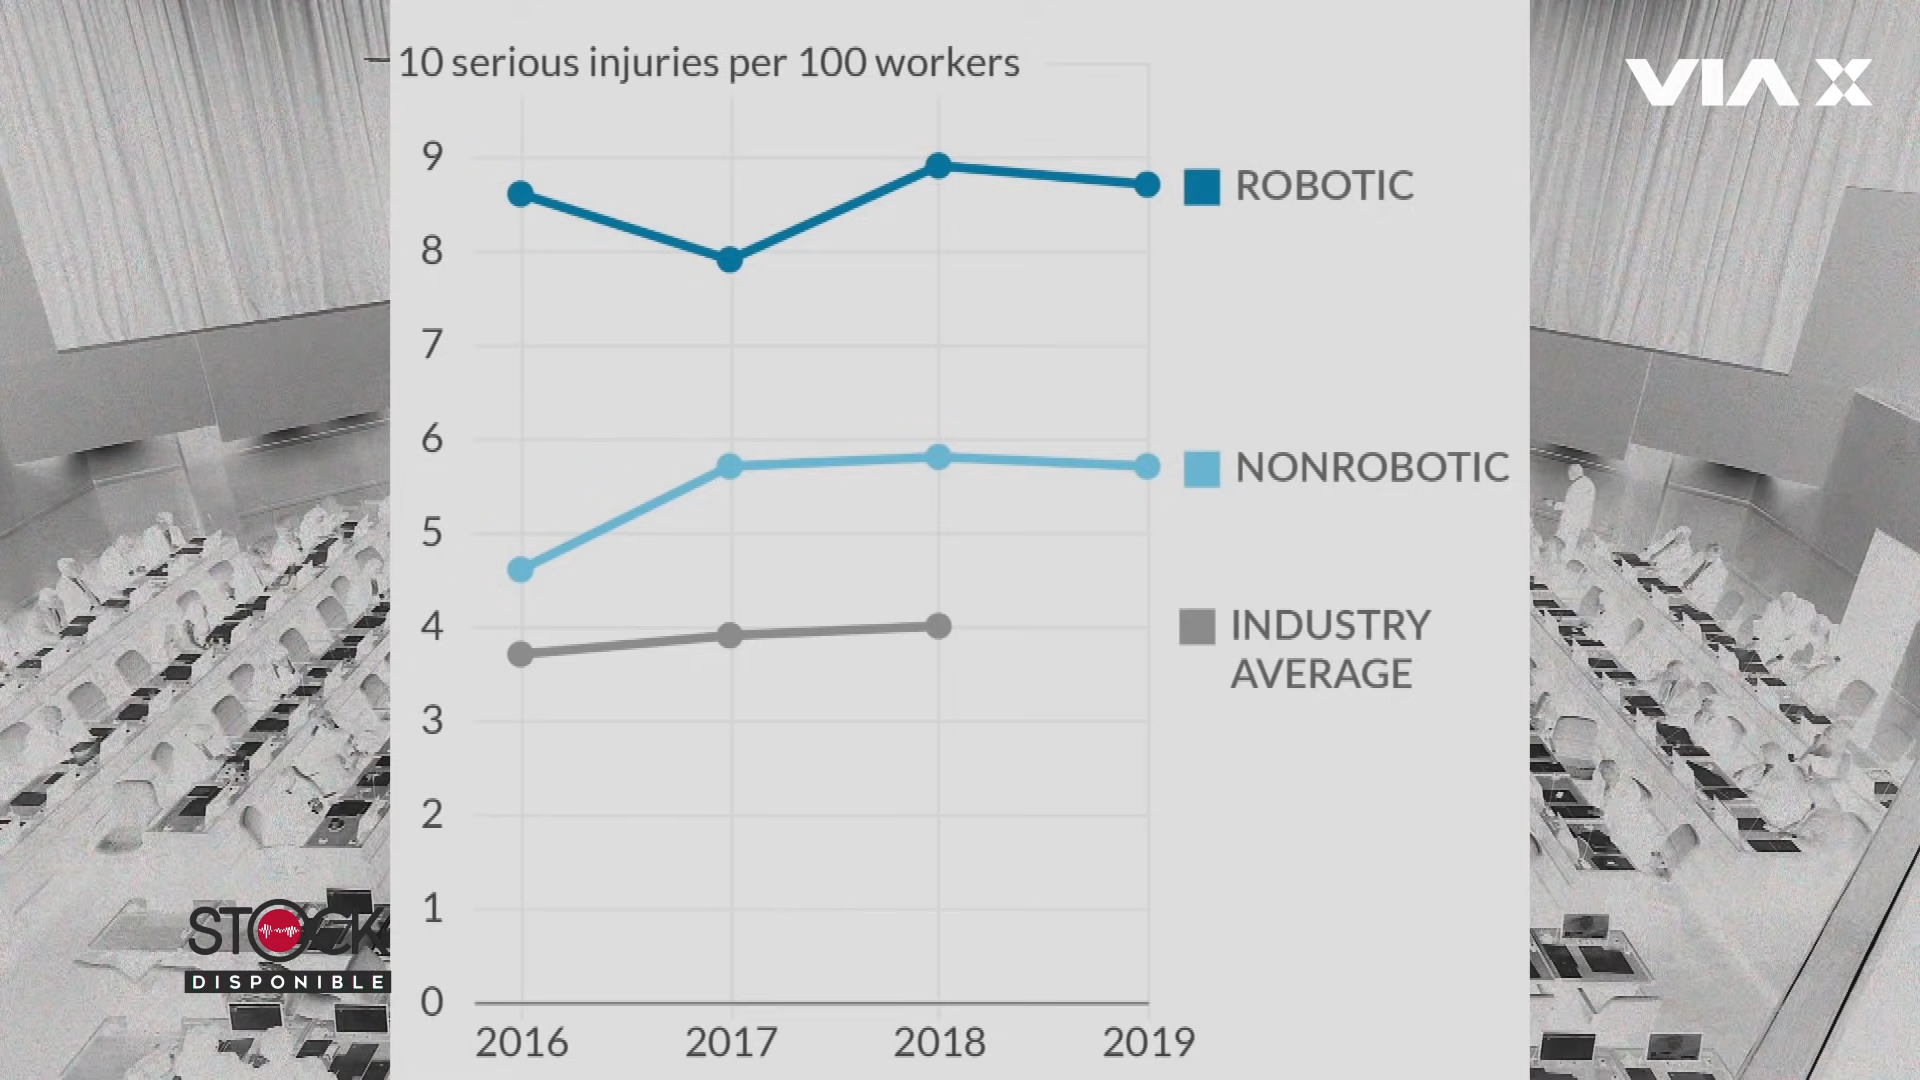 10 serious injuries per 100 workers
VIA X
9
ROBOTIC
8
7
6
NONROBOTIC
5
4
INDUSTRY
AVERAGE
3
2
1
STOCK
DISPONIBLE
0
2016 2017 2018 2019